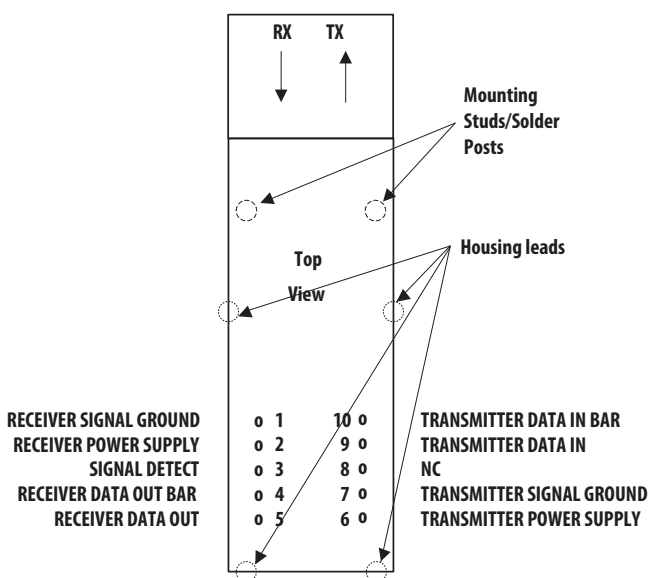 RX TX
Mounting
Studs/Solder
Posts
Housing leads
Top
View
RECEIVER SIGNAL GROUND o 1 10 o TRANSMITTER DATA IN BAR
RECEIVER POWER SUPPLY o 2 9 o TRANSMITTER DATA IN
SIGNAL DETECT o 3 8 o NC
RECEIVER DATA OUT BAR o 4 7 o TRANSMITTER SIGNAL GROUND
RECEIVER DATA OUT o 5 6 o TRANSMITTER POWER SUPPLY